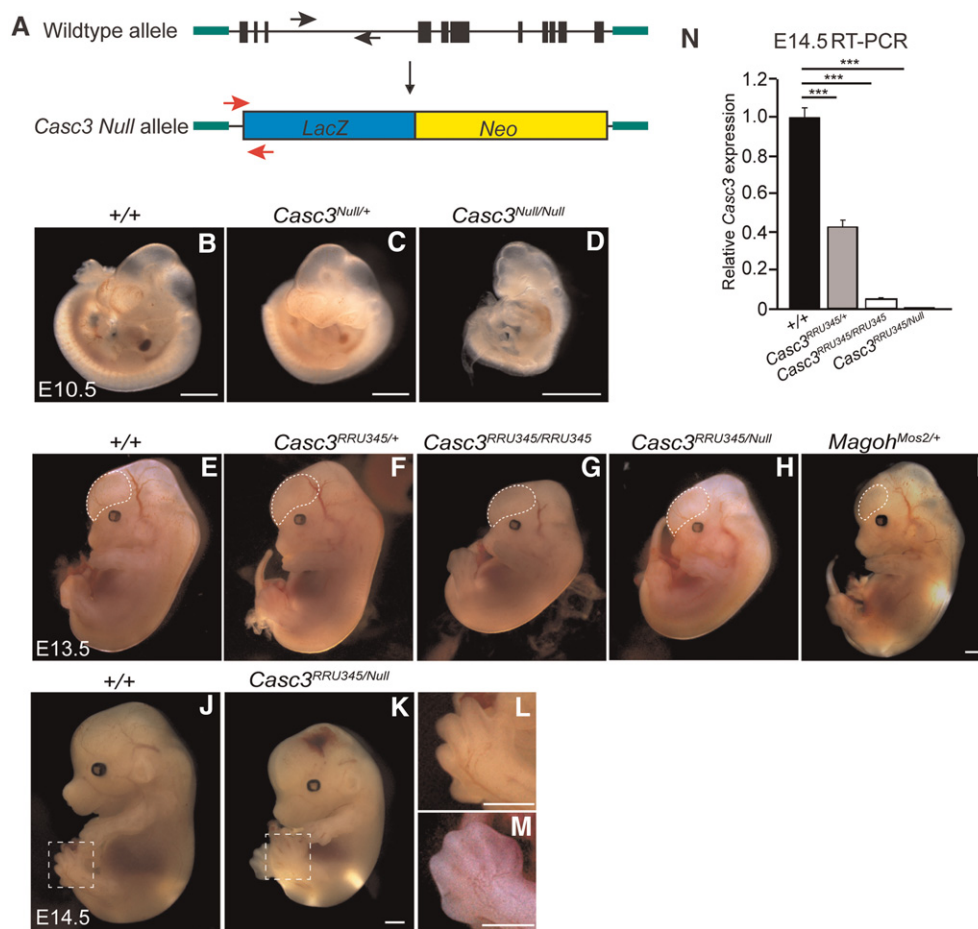 A
Wildtype allele
Casc3 Null allele
LacZ
Neo
+/+
Casc3Null/+
Casc3Null/Null
B
C
D
E10.5
+/+
Casc3RRU345/+
Casc3RRU345/RRU345
Casc3RRU345/Null
MagohMos2/+
E
F
G
H
I
E13.5
+/+
Casc3RRU345/Null
J
K
L
M
E14.5
N
E14.5 RT-PCR
***
***
***
Relative Casc3 expression
1.2
1.0
0.8
0.6
0.4
0.2
0
+/+
Casc3RRU345/+
Casc3RRU345/RRU345
Casc3RRU345/Null